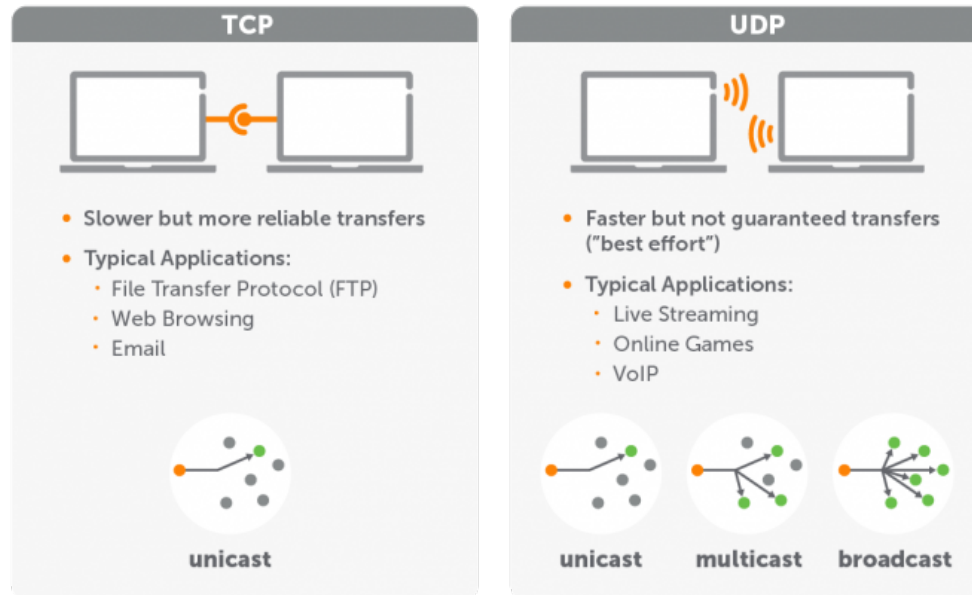 TCP
Slower but more reliable transfers
Typical Applications:
File Transfer Protocol (FTP)
Web Browsing
Email
unicast
UDP
Faster but not guaranteed transfers
("best effort")
Typical Applications:
Live Streaming
Online Games
VoIP
unicast
multicast
broadcast